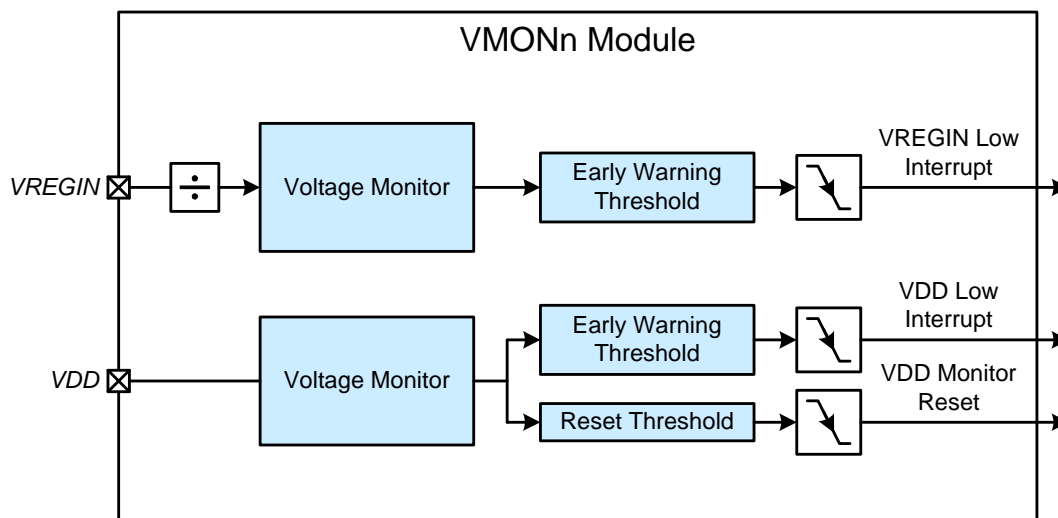 VMONn Module
VREGIN
÷
Voltage Monitor
Early Warning
Threshold
VREGIN Low
Interrupt
VDD
Voltage Monitor
Early Warning
Threshold
VDD Low
Interrupt
Reset Threshold
VDD Monitor
Reset